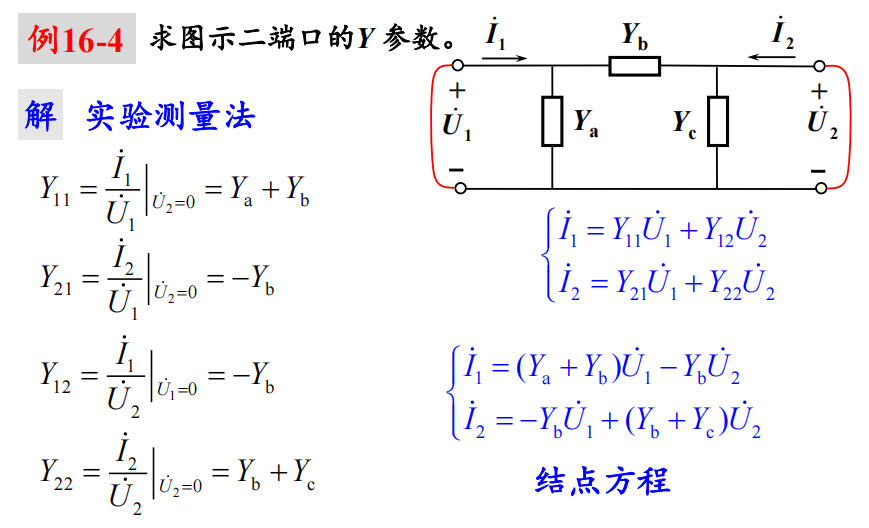 例16-4 求图示二端口的Y 参数。
İ₁ Y_b İ₂
+ U̇₁ − Y_a Y_c + U̇₂ −
解 实验测量法
Y₁₁ = İ₁/U̇₁ |_{U̇₂=0} = Y_a + Y_b
Y₂₁ = İ₂/U̇₁ |_{U̇₂=0} = −Y_b
Y₁₂ = İ₁/U̇₂ |_{U̇₁=0} = −Y_b
Y₂₂ = İ₂/U̇₂ |_{U̇₂=0} = Y_b + Y_c
İ₁ = Y₁₁U̇₁ + Y₁₂U̇₂
İ₂ = Y₂₁U̇₁ + Y₂₂U̇₂
İ₁ = (Y_a + Y_b)U̇₁ − Y_bU̇₂
İ₂ = −Y_bU̇₁ + (Y_b + Y_c)U̇₂
结点方程